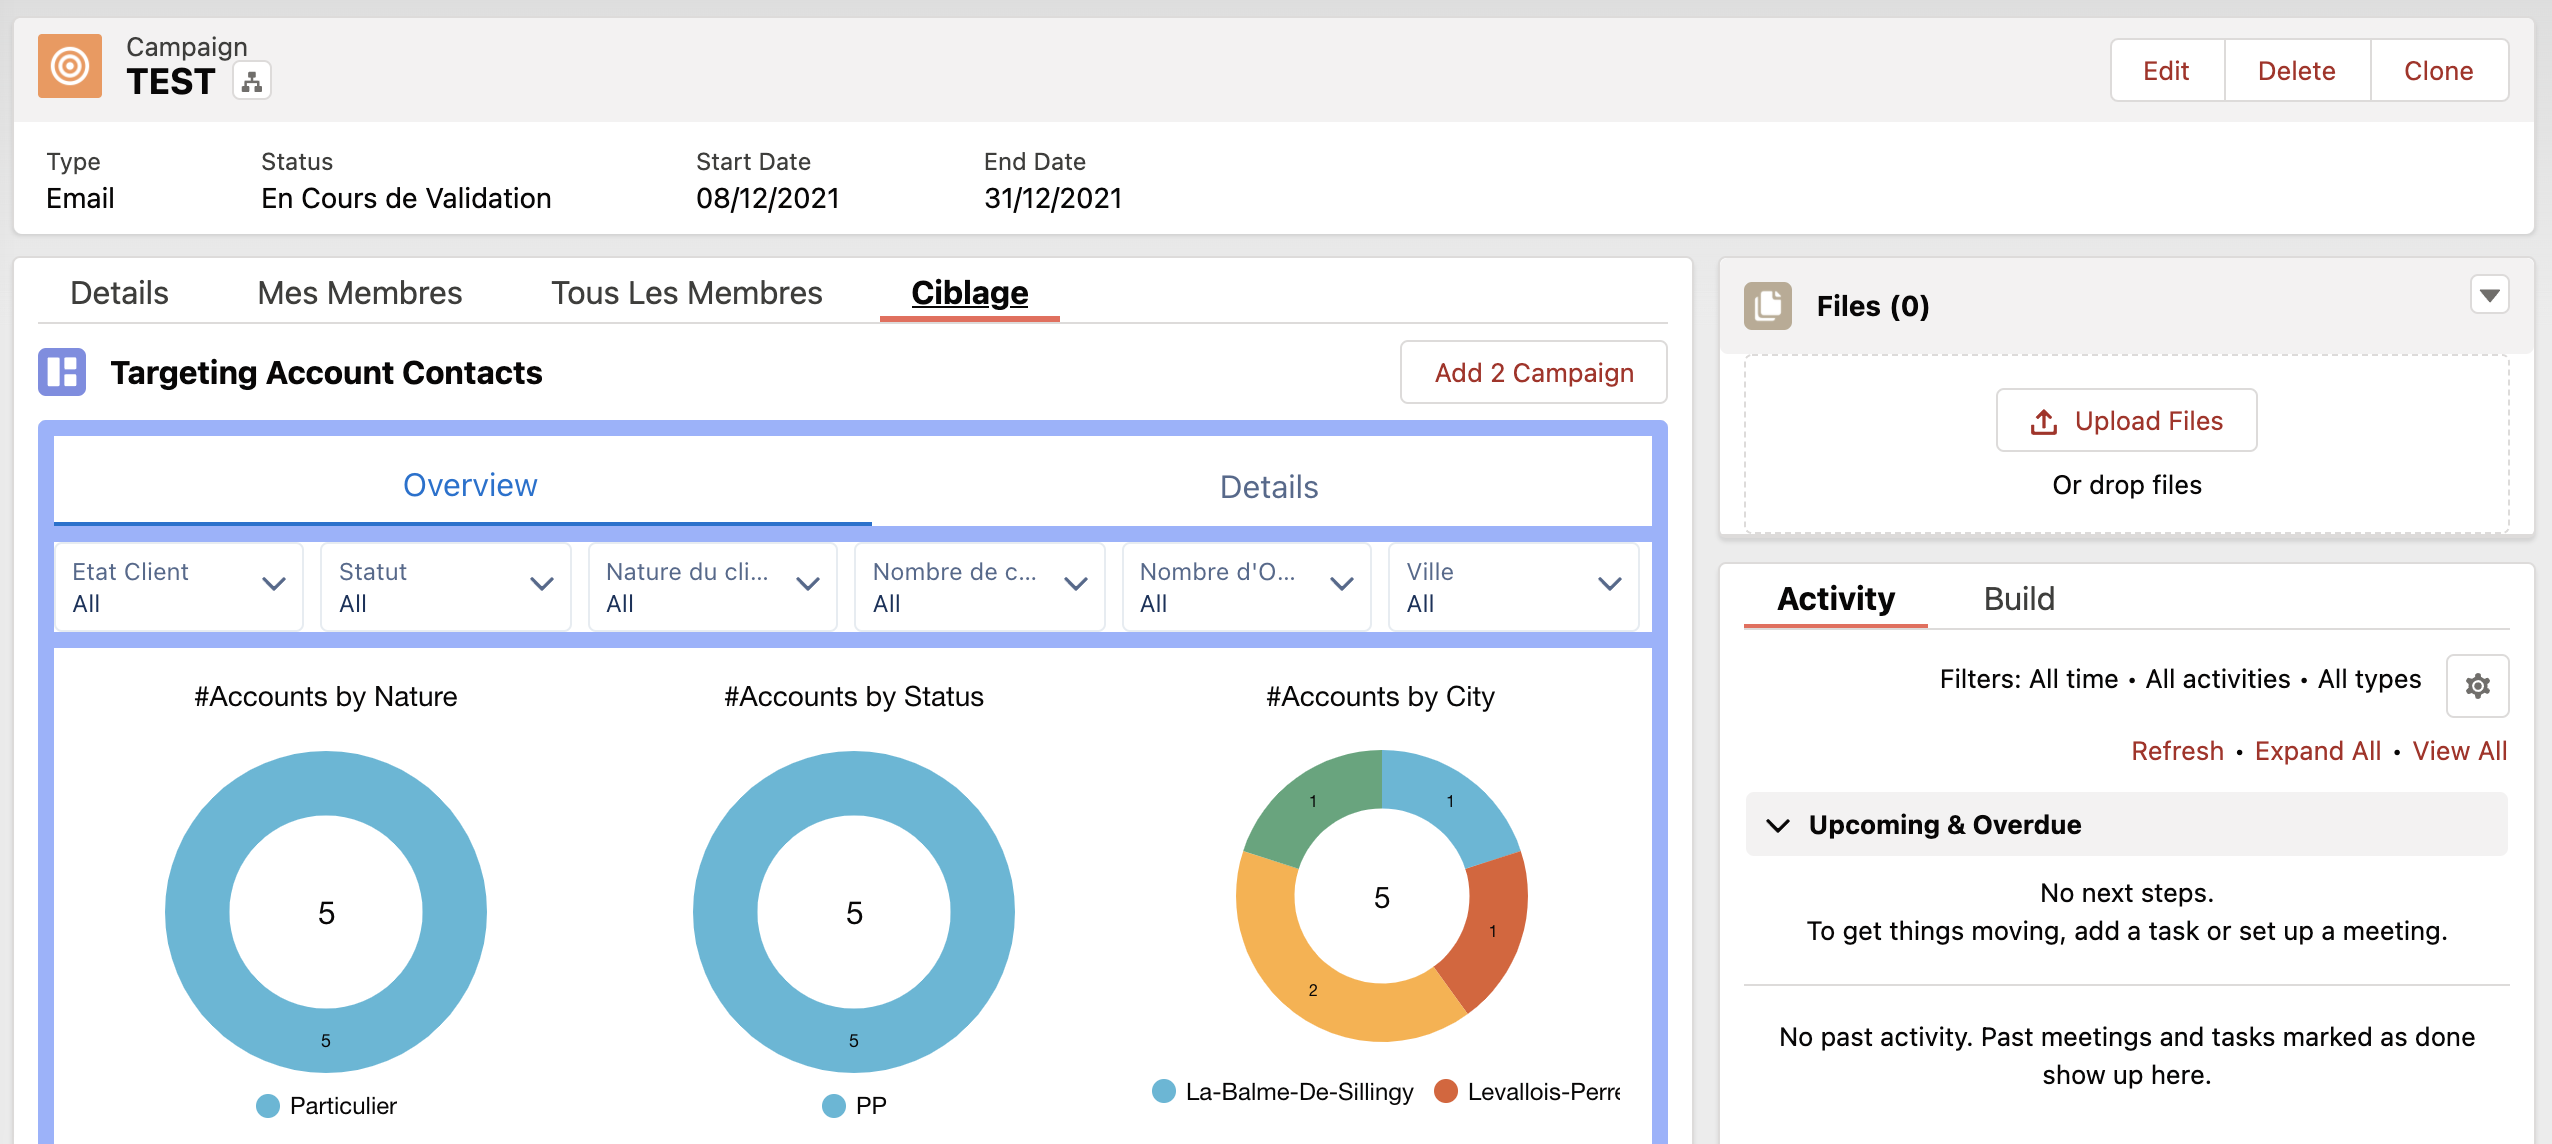 Campaign
TEST
Edit
Delete
Clone
Type
Status
Start Date
End Date
Email
En Cours de Validation
08/12/2021
31/12/2021
Details
Mes Membres
Tous Les Membres
Ciblage
Targeting Account Contacts
Add 2 Campaign
Overview
Details
Etat Client
All
Statut
All
Nature du cli...
All
Nombre de c...
All
Nombre d'O...
All
Ville
All
#Accounts by Nature
5
5
Particulier
#Accounts by Status
5
5
PP
#Accounts by City
1
1
5
1
2
La-Balme-De-Sillingy
Levallois-Perre
Files (0)
Upload Files
Or drop files
Activity
Build
Filters: All time • All activities • All types
Refresh • Expand All • View All
Upcoming & Overdue
No next steps.
To get things moving, add a task or set up a meeting.
No past activity. Past meetings and tasks marked as done
show up here.